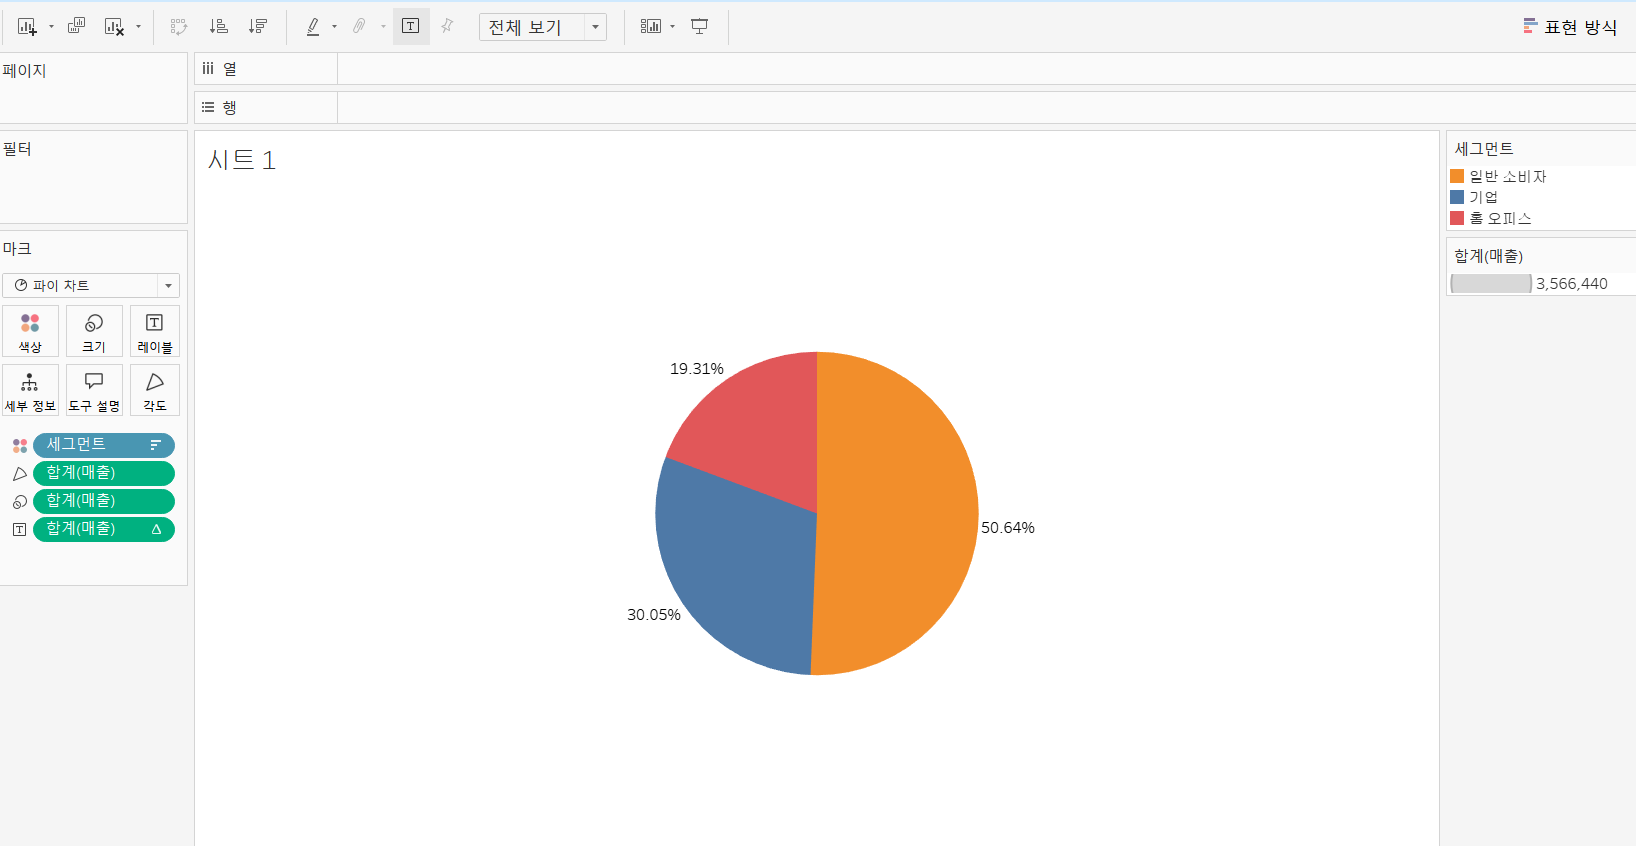 전체 보기
표현 방식
페이지
열
행
필터
시트 1
마크
파이 차트
색상
크기
레이블
세부 정보
도구 설명
각도
세그먼트
합계(매출)
합계(매출)
합계(매출)
19.31%
50.64%
30.05%
세그먼트
일반 소비자
기업
홈 오피스
합계(매출)
3,566,440